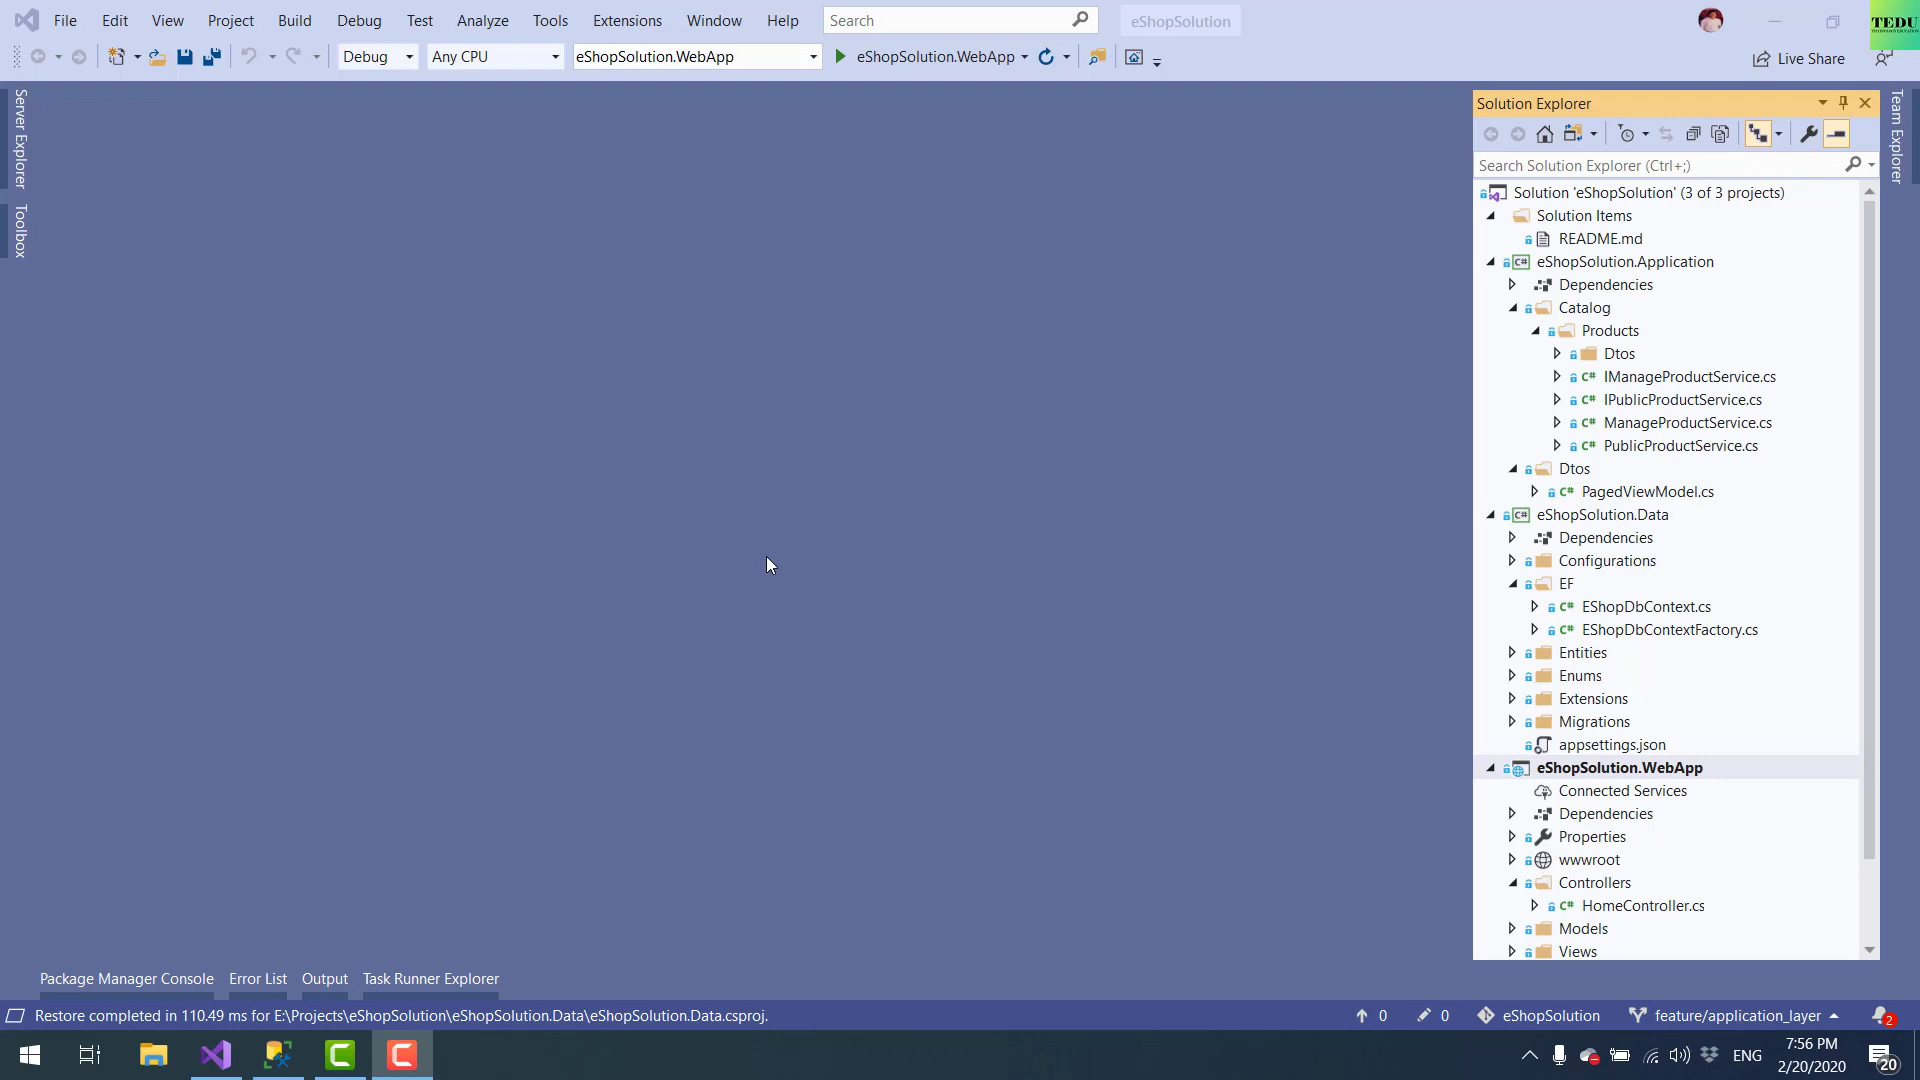 File Edit View Project Build Debug Test Analyze Tools Extensions Window Help Search eShopSolution
TEDU
Debug Any CPU eShopSolution.WebApp eShopSolution.WebApp Live Share
Server Explorer
Toolbox
Team Explorer
Solution Explorer
Search Solution Explorer (Ctrl+;)
Solution 'eShopSolution' (3 of 3 projects)
Solution Items
README.md
eShopSolution.Application
Dependencies
Catalog
Products
Dtos
IManageProductService.cs
IPublicProductService.cs
ManageProductService.cs
PublicProductService.cs
Dtos
PagedViewModel.cs
eShopSolution.Data
Dependencies
Configurations
EF
EShopDbContext.cs
EShopDbContextFactory.cs
Entities
Enums
Extensions
Migrations
appsettings.json
eShopSolution.WebApp
Connected Services
Dependencies
Properties
wwwroot
Controllers
HomeController.cs
Models
Views
Package Manager Console Error List Output Task Runner Explorer
Restore completed in 110.49 ms for E:\Projects\eShopSolution\eShopSolution.Data\eShopSolution.Data.csproj. 0 0 eShopSolution feature/application_layer 2
ENG
7:56 PM
2/20/2020
20